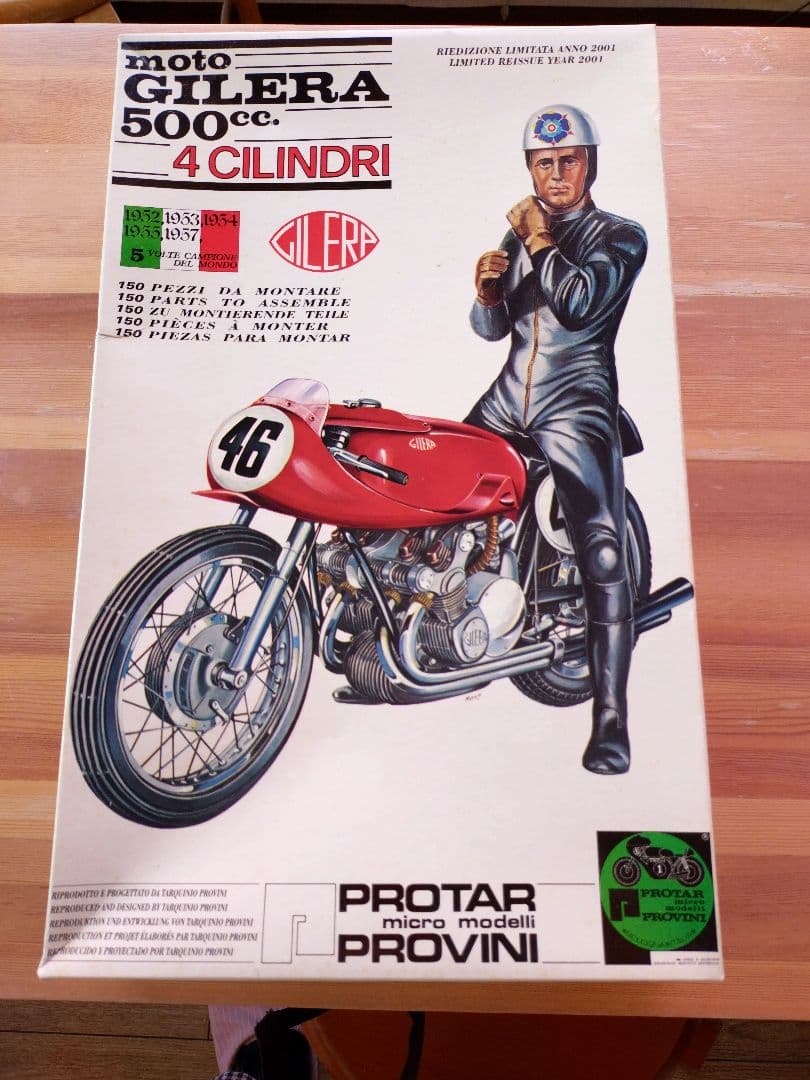 moto
GILERA
500cc.
4 CILINDRI
RIEDIZIONE LIMITATA ANNO 2001
LIMITED REISSUE YEAR 2001
1952,1953,1954
1955,1957,
5 VOLTE CAMPIONE
DEL MONDO
GILERA
150 PEZZI DA MONTARE
150 PARTS TO ASSEMBLE
150 ZU MONTIERENDE TEILE
150 PIÈCES À MONTER
150 PIEZAS PARA MONTAR
46
GILERA
4
GILERA
RIPRODOTTO E PROGETTATO DA TARQUINIO PROVINI
REPRODUCED AND DESIGNED BY TARQUINIO PROVINI
REPRODUKTION UND ENTWICKLUNG VON TARQUINIO PROVINI
REPRODUCTION ET PROJET ÉLABORÉS PAR TARQUINIO PROVINI
REPRODUCIDO Y PROYECTADO POR TARQUINIO PROVINI
PROTAR
micro modelli
PROVINI
1
PROTAR
micro
modelli
PROVINI